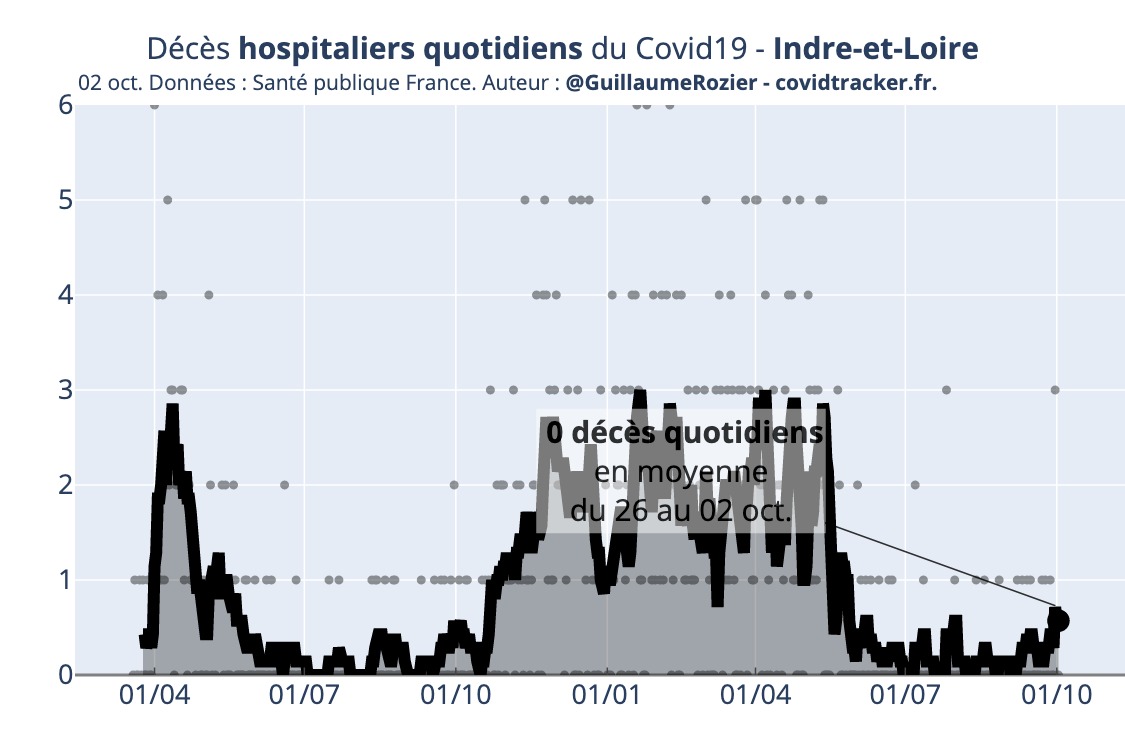 Décès hospitaliers quotidiens du Covid19 - Indre-et-Loire
02 oct. Données : Santé publique France. Auteur : @GuillaumeRozier - covidtracker.fr.
6
5
4
3
2
1
0
0 décès quotidiens
en moyenne
du 26 au 02 oct.
01/04 01/07 01/10 01/01 01/04 01/07 01/10